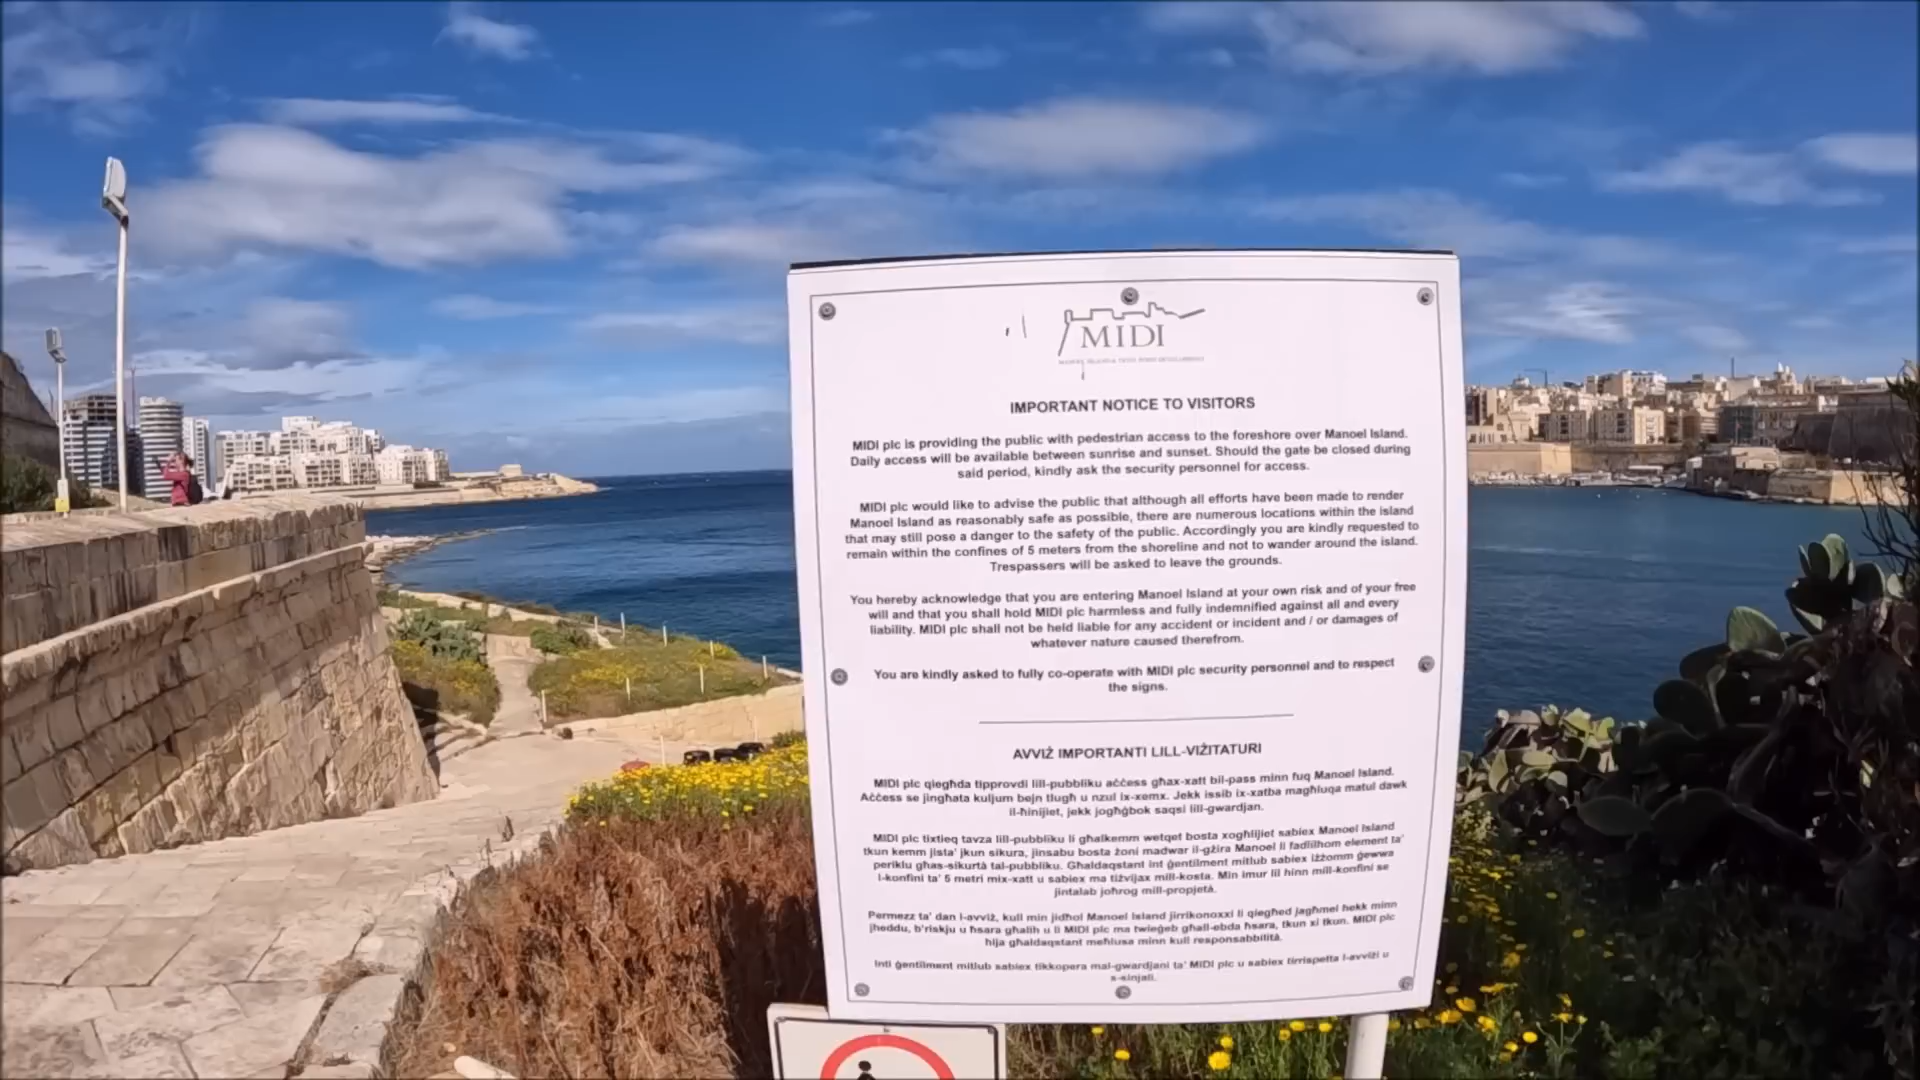 MIDI
MANOEL ISLAND & TIGNE POINT DEVELOPMENT
IMPORTANT NOTICE TO VISITORS
MIDI plc is providing the public with pedestrian access to the foreshore over Manoel Island.
Daily access will be available between sunrise and sunset. Should the gate be closed during
said period, kindly ask the security personnel for access.
MIDI plc would like to advise the public that although all efforts have been made to render
Manoel Island as reasonably safe as possible, there are numerous locations within the island
that may still pose a danger to the safety of the public. Accordingly you are kindly requested to
remain within the confines of 5 meters from the shoreline and not to wander around the island.
Trespassers will be asked to leave the grounds.
You hereby acknowledge that you are entering Manoel Island at your own risk and of your free
will and that you shall hold MIDI plc harmless and fully indemnified against all and every
liability. MIDI plc shall not be held liable for any accident or incident and / or damages of
whatever nature caused therefrom.
You are kindly asked to fully co-operate with MIDI plc security personnel and to respect
the signs.
AVVIŻ IMPORTANTI LILL-VIŻITATURI
MIDI plc qiegħda tipprovdi lill-pubbliku aċċess għax-xatt bil-pass minn fuq Manoel Island.
Aċċess se jingħata kuljum bejn tlugħ u nzul ix-xemx. Jekk issib ix-xatba magħluqa matul dawk
il-ħinijiet, jekk jogħġbok saqsi lill-gwardjan.
MIDI plc tixtieq tavza lill-pubbliku li għalkemm wetqet bosta xogħlijiet sabiex Manoel Island
tkun kemm jista' jkun sikura, jinsabu bosta żoni madwar il-gżira Manoel li fadlilhom element ta'
periklu għas-sikurtà tal-pubbliku. Għaldaqstant int ġentilment mitlub sabiex iżżomm ġewwa
l-konfini ta' 5 metri mix-xatt u sabiex ma tiżvijax mill-kosta. Min imur lil hinn mill-konfini se
jintalab joħrog mill-propjetà.
Permezz ta' dan l-avviż, kull min jidħol Manoel Island jirrikonoxxi li qiegħed jagħmel hekk minn
jheddu, b'riskju u ħsara għalih u li MIDI plc ma twieġeb għall-ebda ħsara, tkun xi tkun. MIDI plc
hija għaldaqstant meħlusa minn kull responsabbiltà.
Inti ġentilment mitlub sabiex tikkopera mal-gwardjani ta' MIDI plc u sabiex tirrispetta l-avviżi u
s-sinjali.